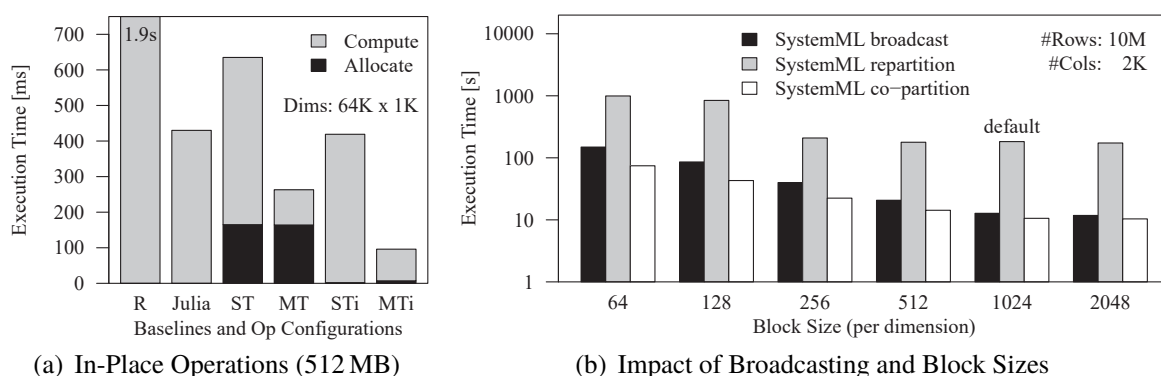 Execution Time [ms]
700
600
500
400
300
200
100
0
1.9s
Compute
Allocate
Dims: 64K x 1K
R Julia ST MT STi MTi
Baselines and Op Configurations
(a) In-Place Operations (512 MB)
Execution Time [s]
10000
1000
100
10
1
SystemML broadcast
SystemML repartition
SystemML co−partition
#Rows: 10M
#Cols: 2K
default
64 128 256 512 1024 2048
Block Size (per dimension)
(b) Impact of Broadcasting and Block Sizes